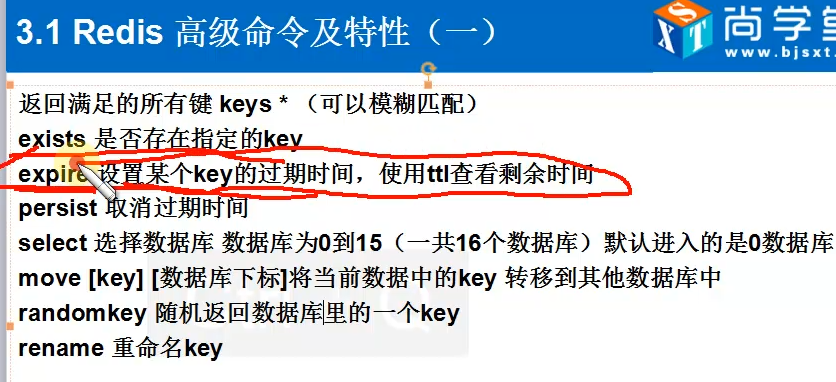 3.1 Redis 高级命令及特性（一）
SXT
尚学堂
www.bjsxt.com
返回满足的所有键 keys * （可以模糊匹配）
exists 是否存在指定的key
expire 设置某个key的过期时间，使用ttl查看剩余时间
persist 取消过期时间
select 选择数据库 数据库为0到15（一共16个数据库）默认进入的是0数据库
move [key] [数据库下标]将当前数据中的key 转移到其他数据库中
randomkey 随机返回数据库里的一个key
rename 重命名key